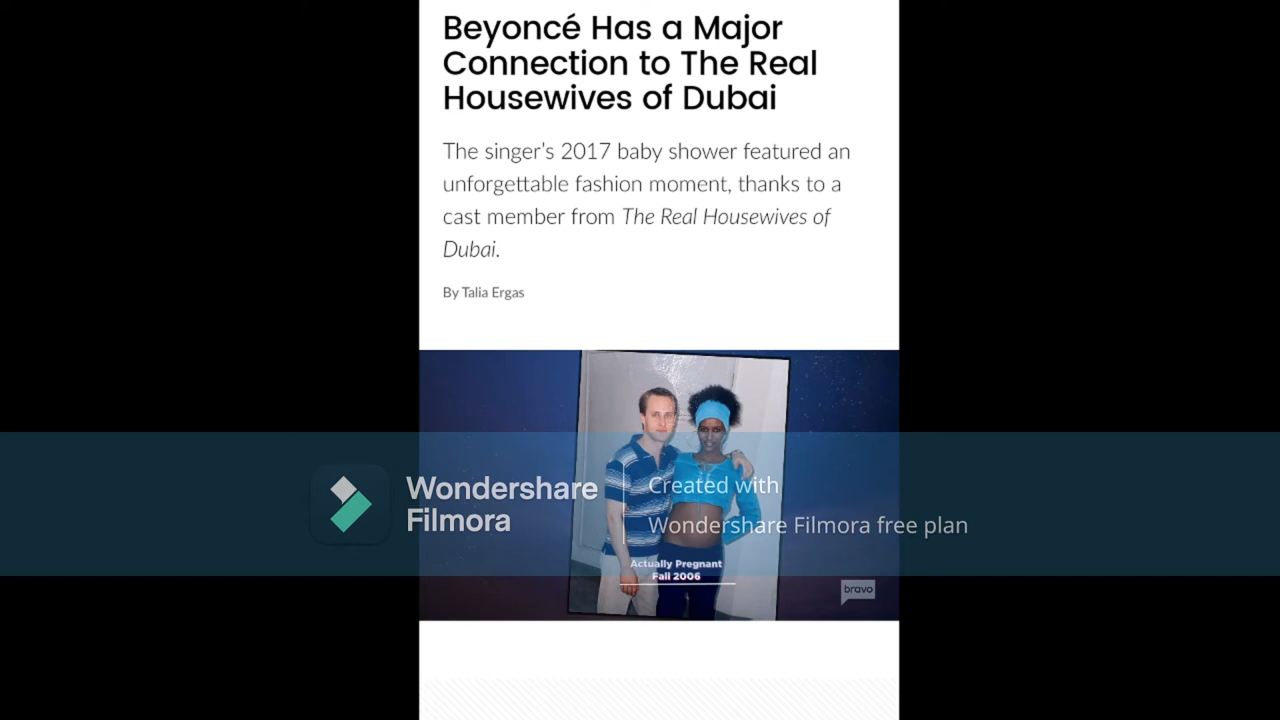 Beyoncé Has a Major
Connection to The Real
Housewives of Dubai
The singer's 2017 baby shower featured an
unforgettable fashion moment, thanks to a
cast member from The Real Housewives of
Dubai.
By Talia Ergas
Wondershare
Filmora
Created with
Wondershare Filmora free plan
Actually Pregnant
Fall 2006
bravo